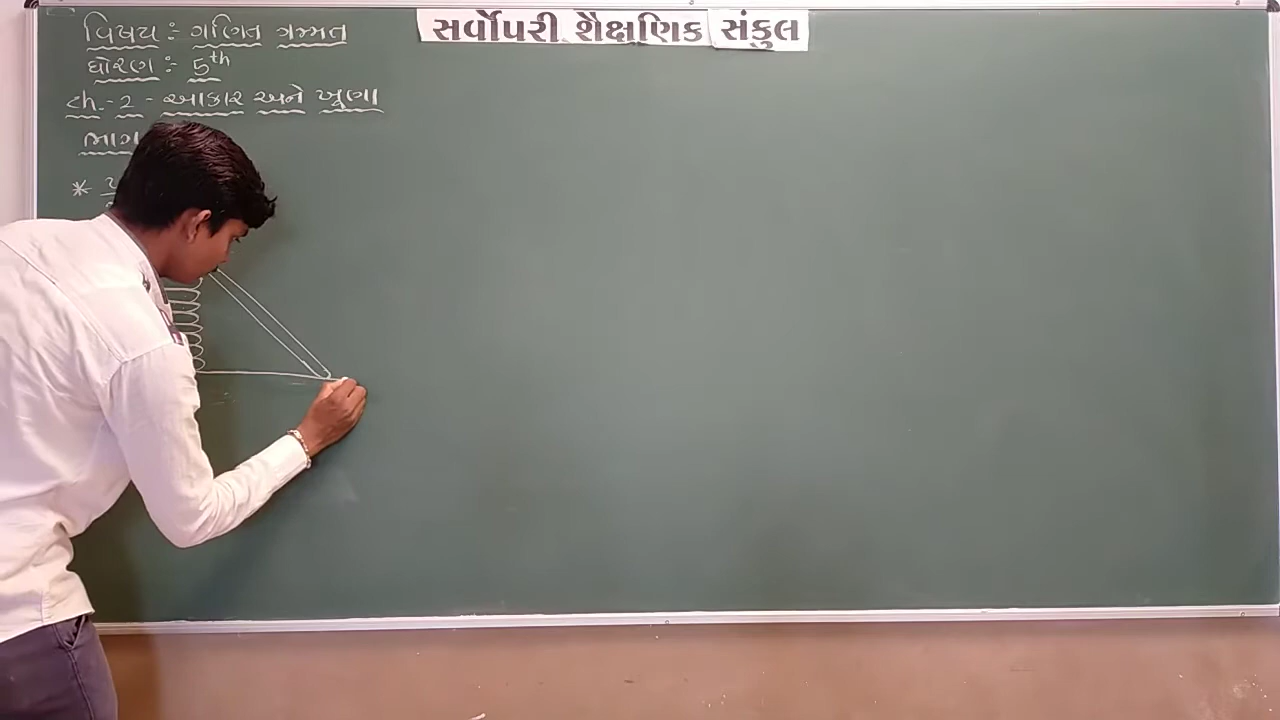 સર્વોપરી શૈક્ષણિક સંકુલ
વિષય :- ગણિત ગમ્મત
ધોરણ :- 5th
ch.-2 - આકાર અને ખૂણા
ભાગ
*